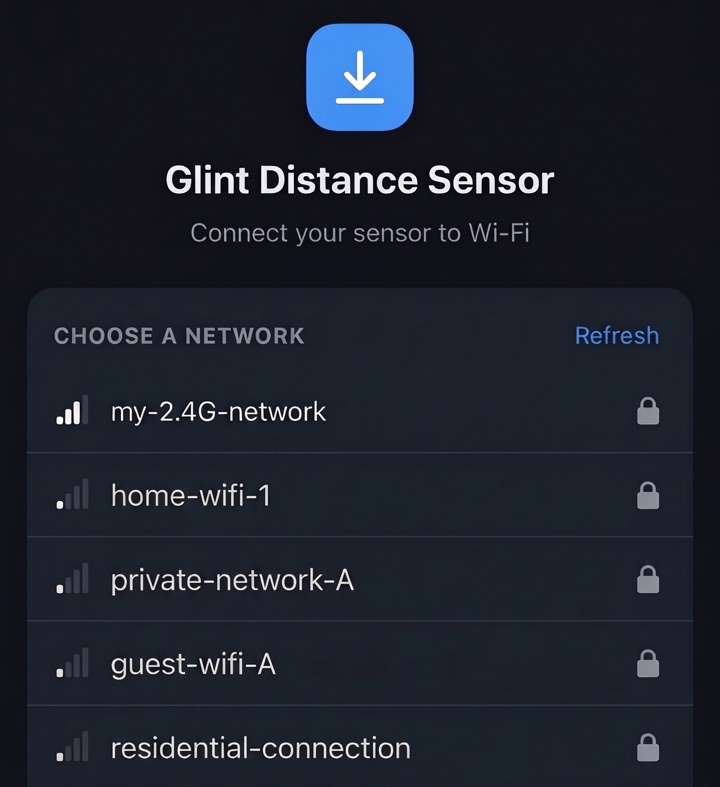 Glint Distance Sensor
Connect your sensor to Wi-Fi
CHOOSE A NETWORK Refresh
my-2.4G-network
home-wifi-1
private-network-A
guest-wifi-A
residential-connection